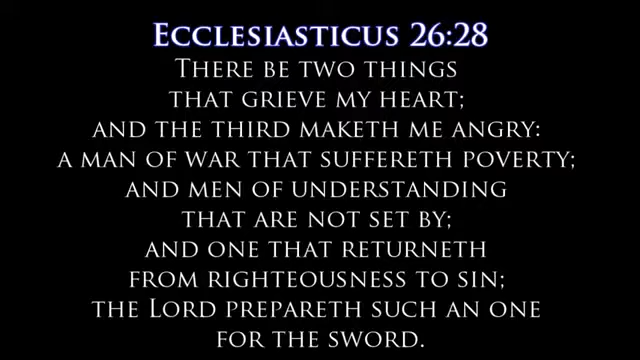 Ecclesiasticus 26:28
There be two things
that grieve my heart;
and the third maketh me angry:
a man of war that suffereth poverty;
and men of understanding
that are not set by;
and one that returneth
from righteousness to sin;
the Lord prepareth such an one
for the sword.